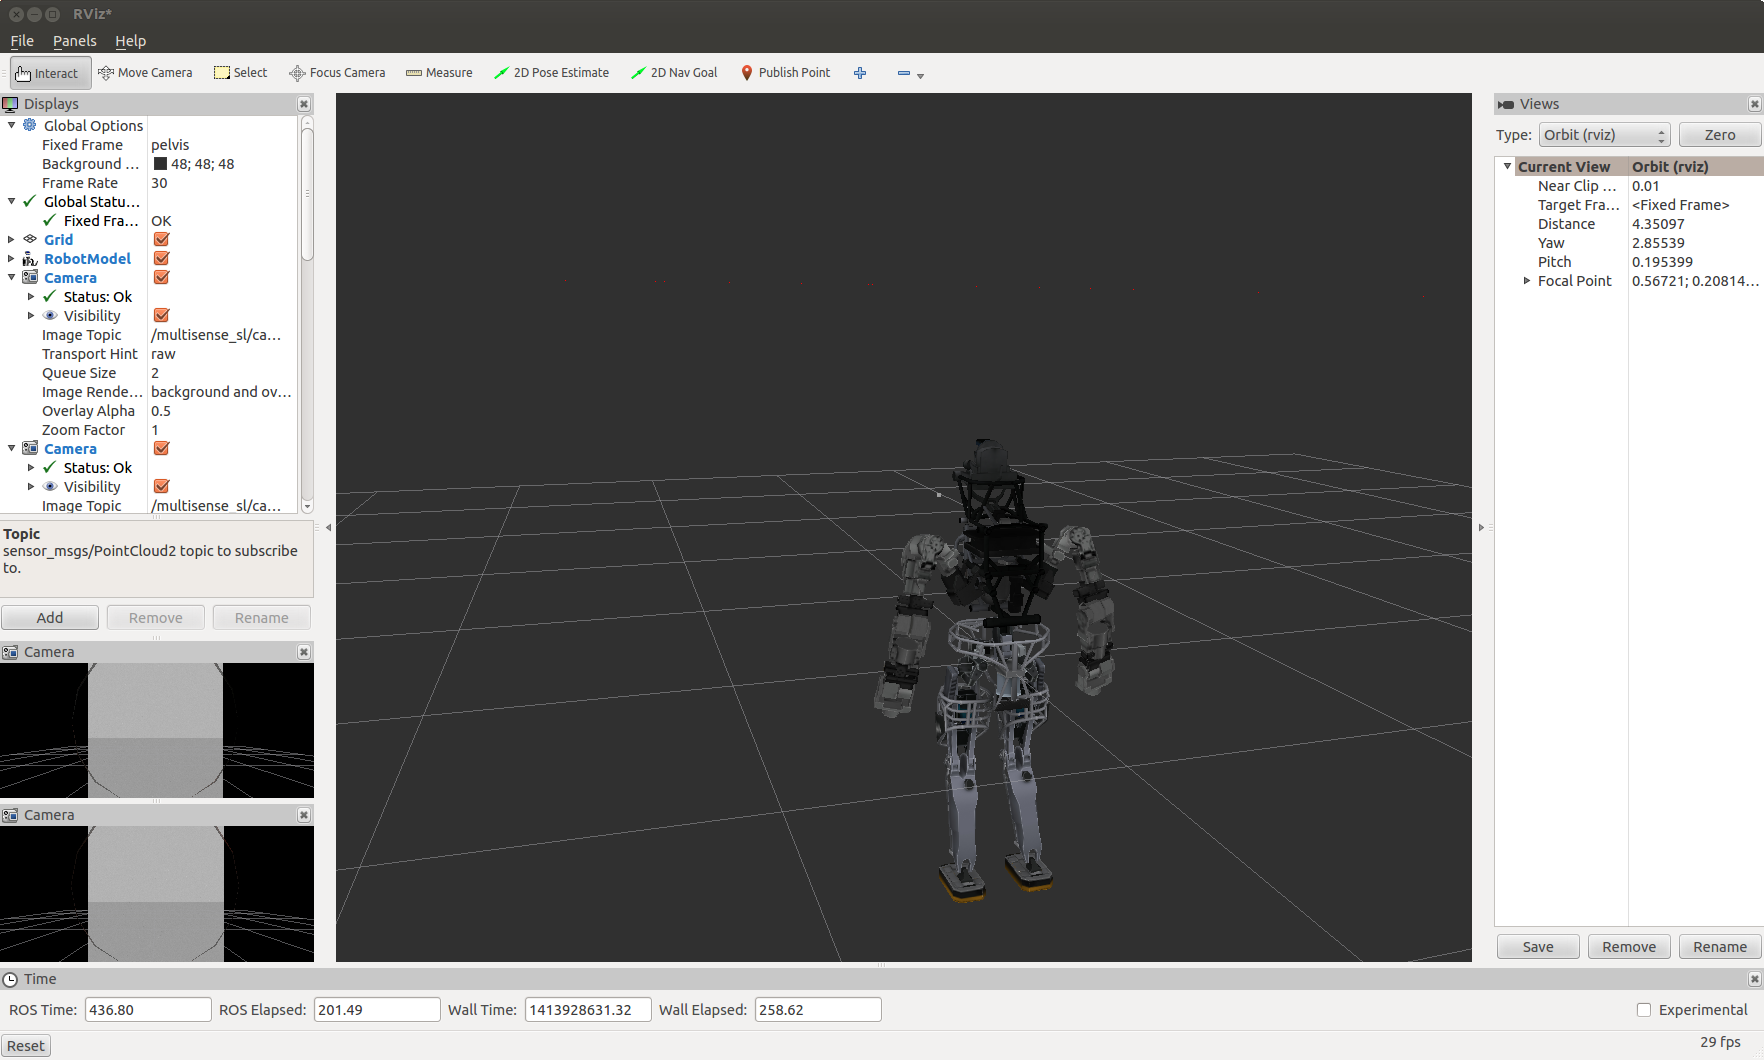 RViz*
File Panels Help
Interact Move Camera Select Focus Camera Measure 2D Pose Estimate 2D Nav Goal Publish Point
Displays
Global Options
Fixed Frame pelvis
Background ... 48; 48; 48
Frame Rate 30
Global Statu...
Fixed Fra... OK
Grid
RobotModel
Camera
Status: Ok
Visibility
Image Topic /multisense_sl/ca...
Transport Hint raw
Queue Size 2
Image Rende... background and ov...
Overlay Alpha 0.5
Zoom Factor 1
Camera
Status: Ok
Visibility
Image Topic /multisense_sl/ca...
Topic
sensor_msgs/PointCloud2 topic to subscribe
to.
Add Remove Rename
Camera
Camera
Views
Type: Orbit (rviz) Zero
Current View Orbit (rviz)
Near Clip ... 0.01
Target Fra... <Fixed Frame>
Distance 4.35097
Yaw 2.85539
Pitch 0.195399
Focal Point 0.56721; 0.20814...
Save Remove Rename
Time
ROS Time: 436.80 ROS Elapsed: 201.49 Wall Time: 1413928631.32 Wall Elapsed: 258.62 Experimental
Reset 29 fps